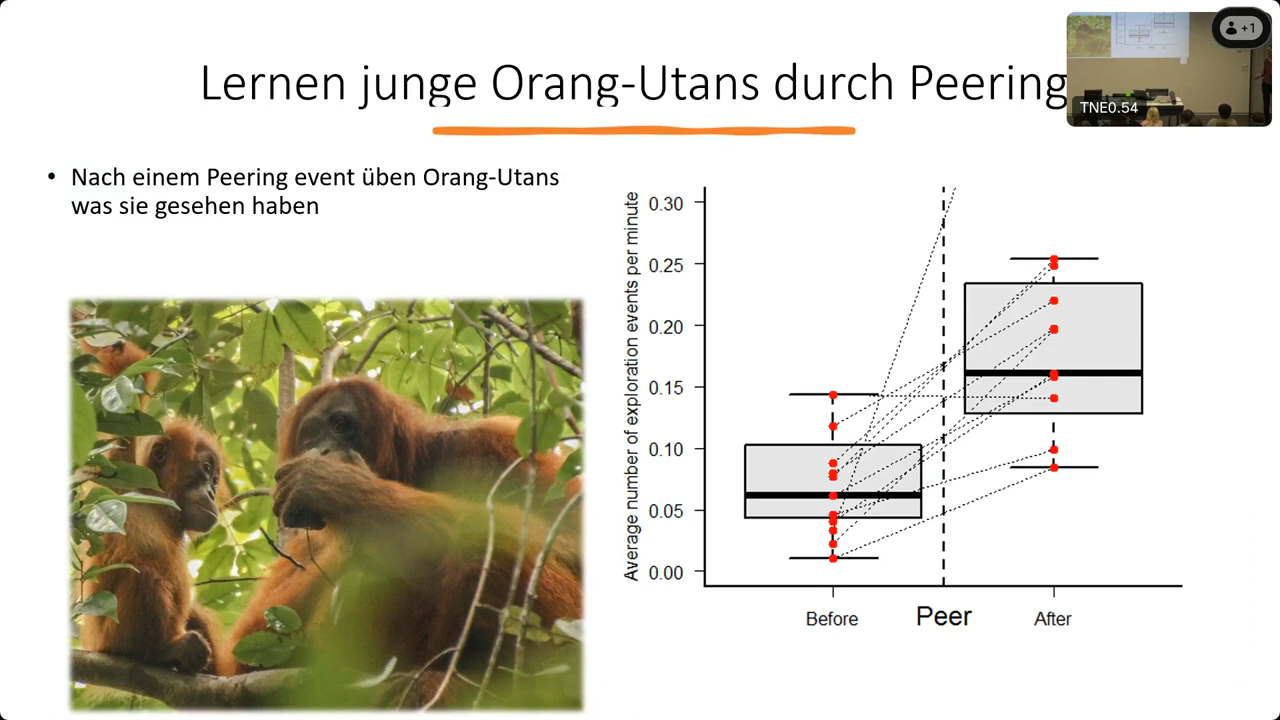 Lernen junge Orang-Utans durch Peering
+1
TNE0.54
• Nach einem Peering event üben Orang-Utans
was sie gesehen haben
Average number of exploration events per minute
0.30
0.25
0.20
0.15
0.10
0.05
0.00
Before
Peer
After